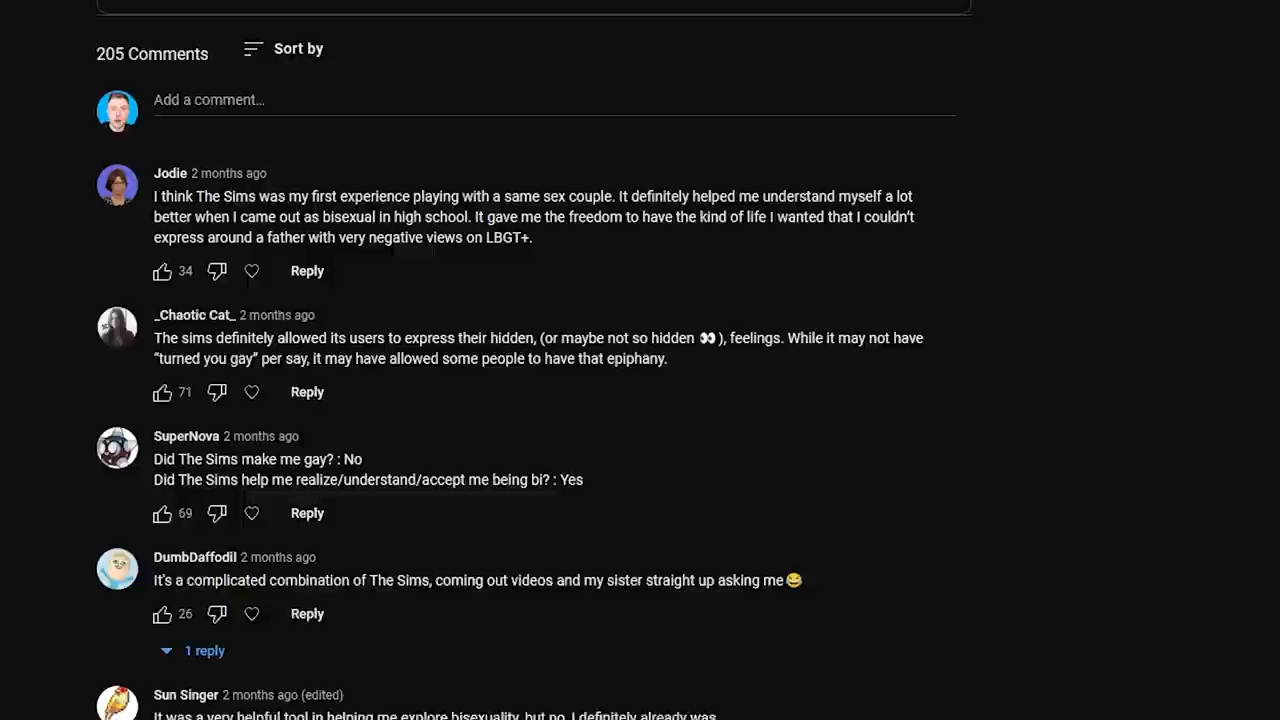 205 Comments
Sort by
Add a comment...
Jodie 2 months ago
I think The Sims was my first experience playing with a same sex couple. It definitely helped me understand myself a lot
better when I came out as bisexual in high school. It gave me the freedom to have the kind of life I wanted that I couldn't
express around a father with very negative views on LBGT+.
34 Reply
_Chaotic Cat_ 2 months ago
The sims definitely allowed its users to express their hidden, (or maybe not so hidden 👀), feelings. While it may not have
“turned you gay” per say, it may have allowed some people to have that epiphany.
71 Reply
SuperNova 2 months ago
Did The Sims make me gay? : No
Did The Sims help me realize/understand/accept me being bi? : Yes
69 Reply
DumbDaffodil 2 months ago
It's a complicated combination of The Sims, coming out videos and my sister straight up asking me😂
26 Reply
1 reply
Sun Singer 2 months ago (edited)
It was a very helpful tool in helping me explore bisexuality, but no, I definitely already was